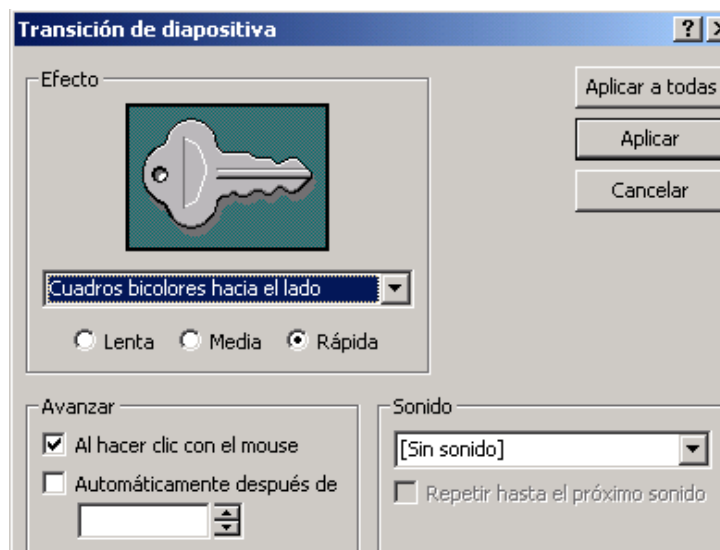 Transición de diapositiva
Efecto
Aplicar a todas
Aplicar
Cancelar
Cuadros bicolores hacia el lado
Lenta Media Rápida
Avanzar
Al hacer clic con el mouse
Automáticamente después de
Sonido
[Sin sonido]
Repetir hasta el próximo sonido